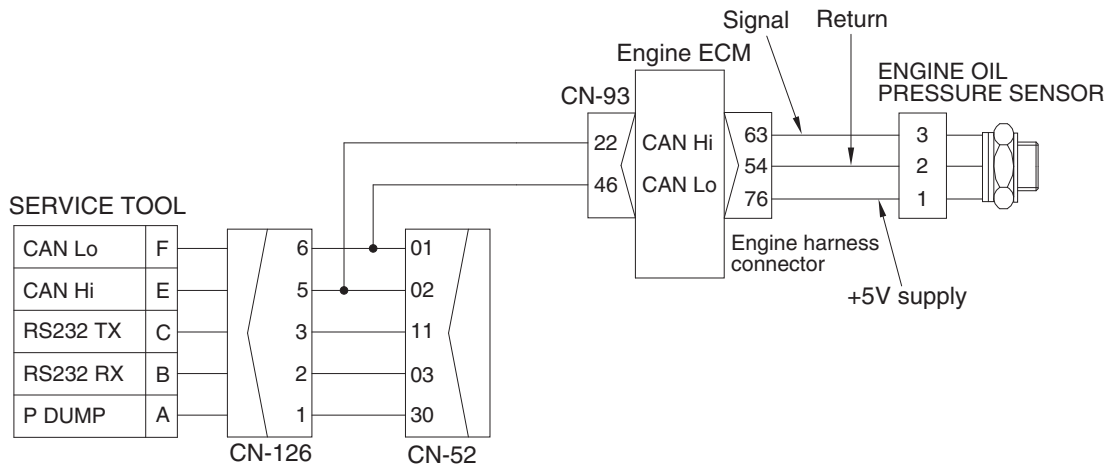 Signal
Return
Engine ECM
ENGINE OIL
PRESSURE SENSOR
CN-93
22
CAN Hi
63
3
54
2
46
CAN Lo
76
1
Engine harness
connector
+5V supply
SERVICE TOOL
CAN Lo F 6 01
CAN Hi E 5 02
RS232 TX C 3 11
RS232 RX B 2 03
P DUMP A 1 30
CN-126
CN-52